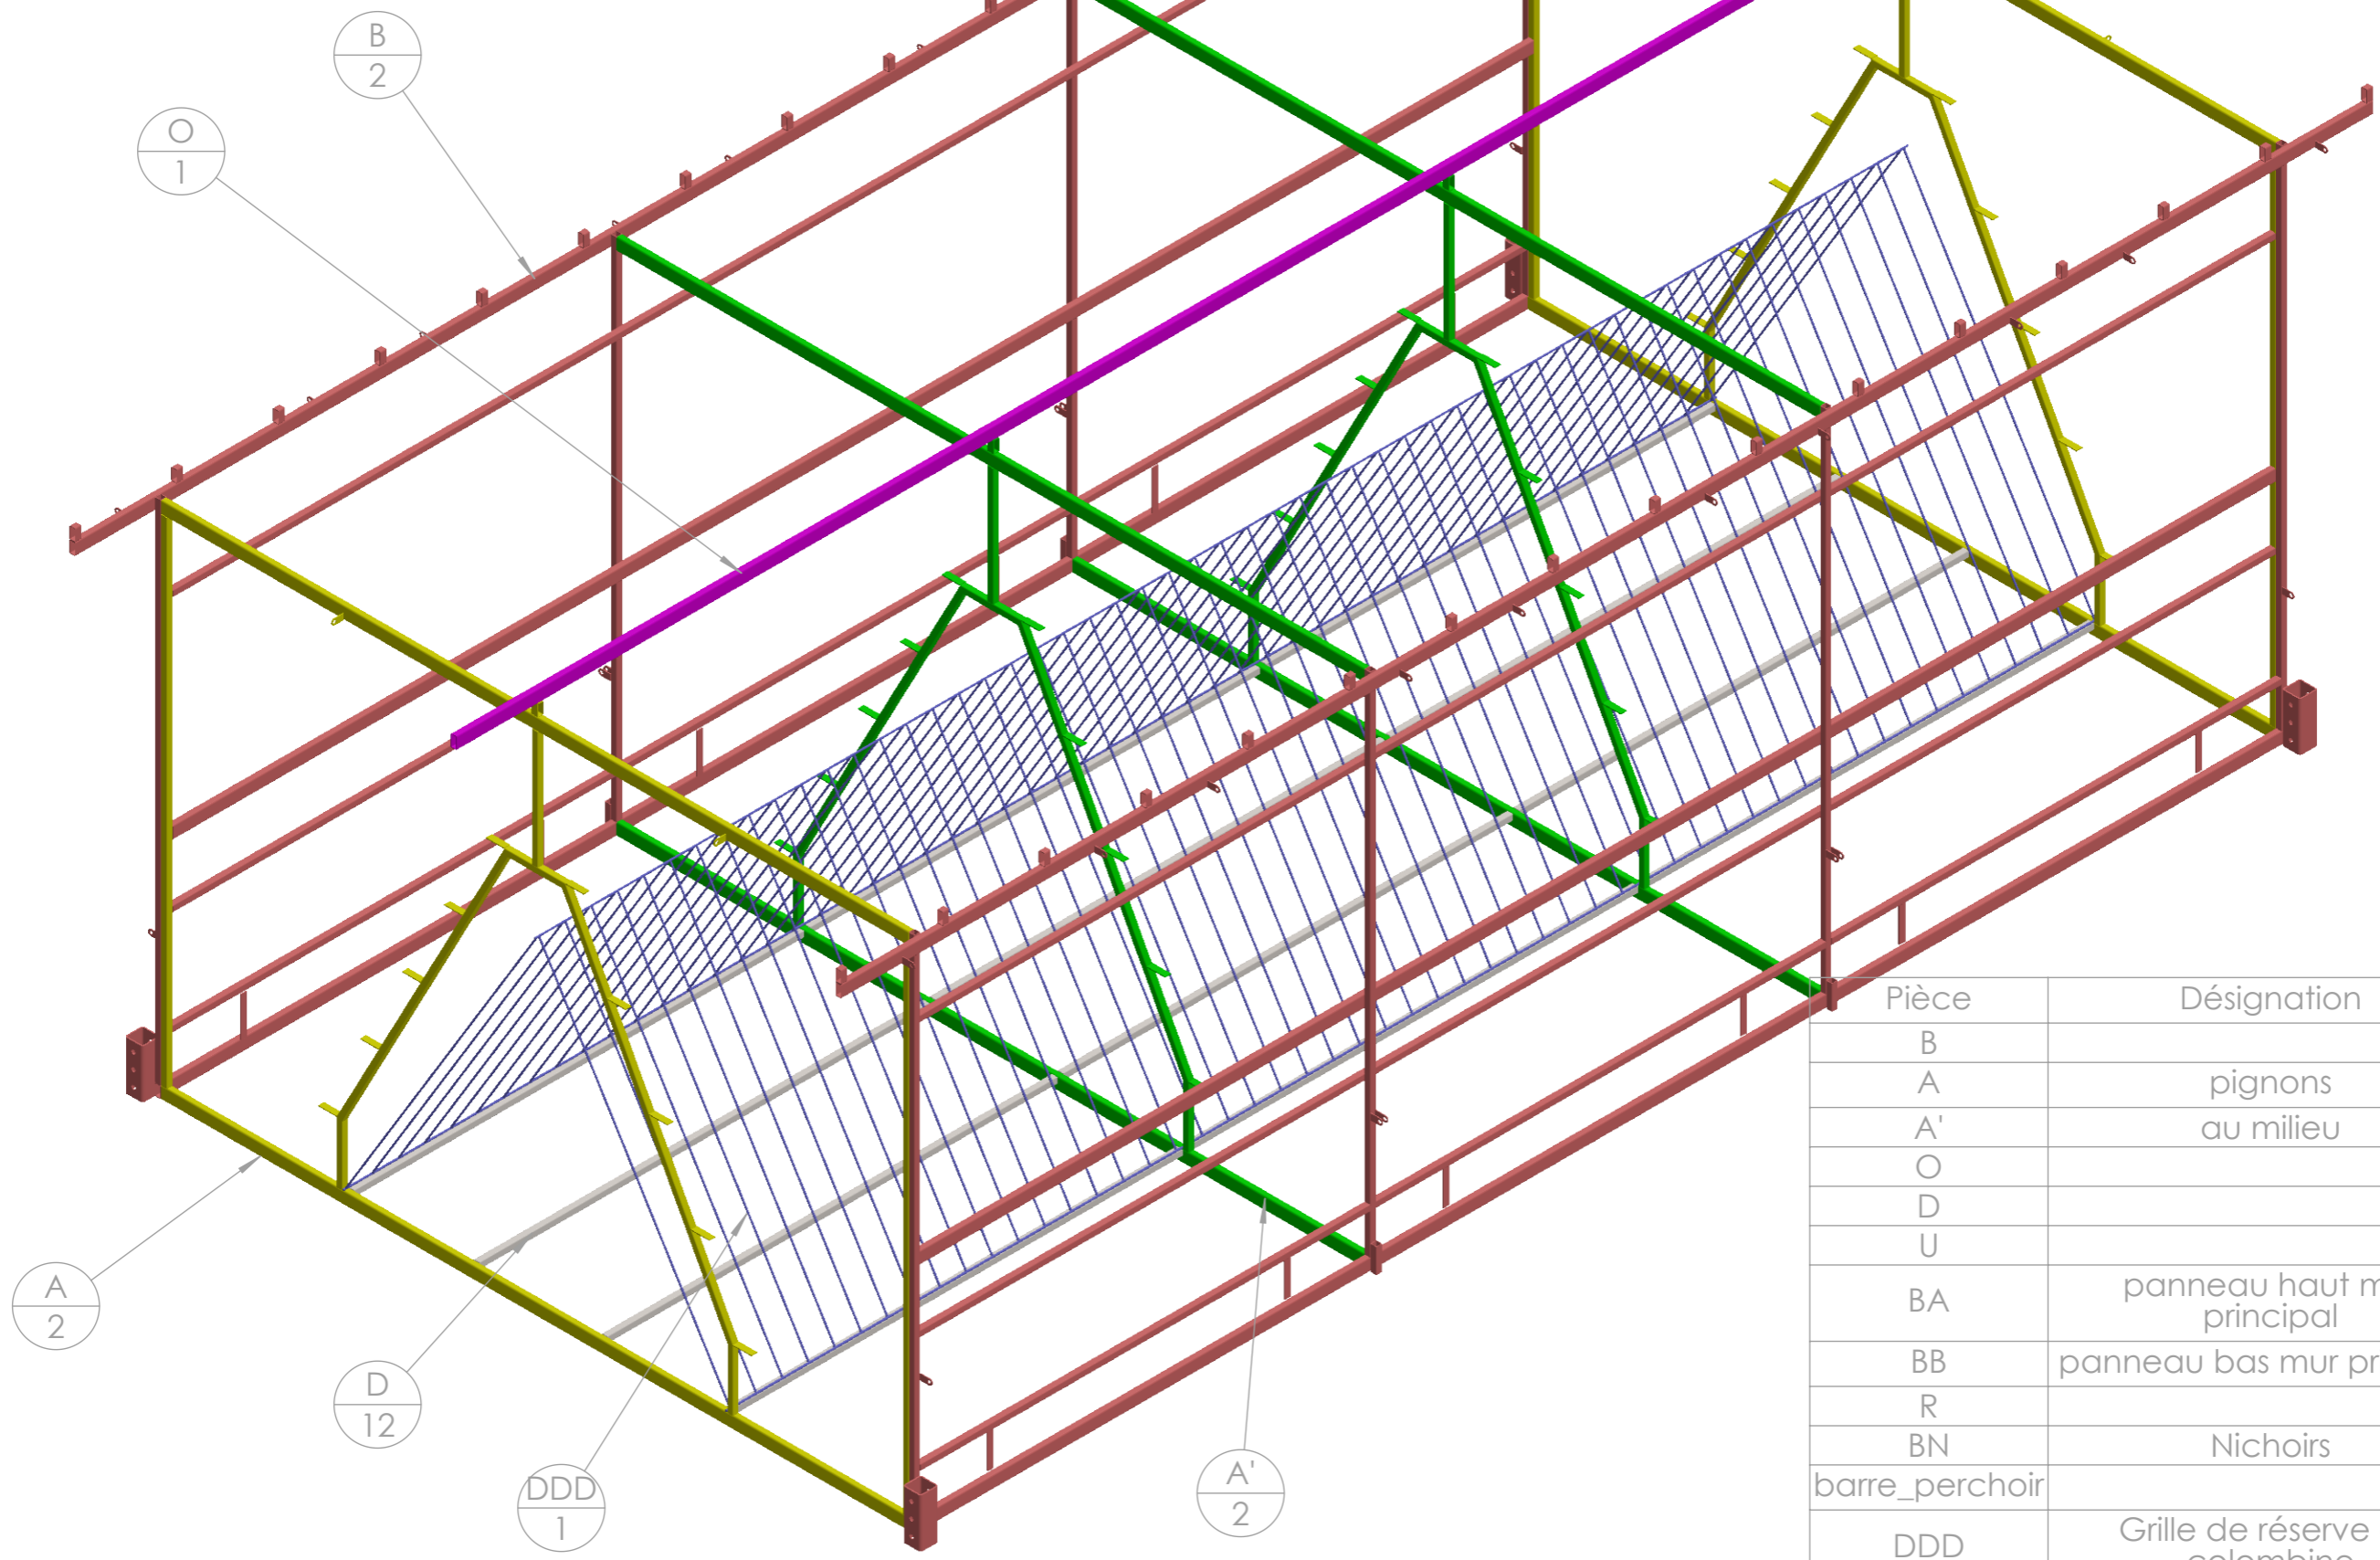 B
2
O
1
A
2
D
12
DDD
1
A'
2
Pièce Désignation
B
A pignons
A' au milieu
O
D
U
BA panneau haut m
principal
BB panneau bas mur pr
R
BN Nichoirs
barre_perchoir
DDD Grille de réserve
colombine